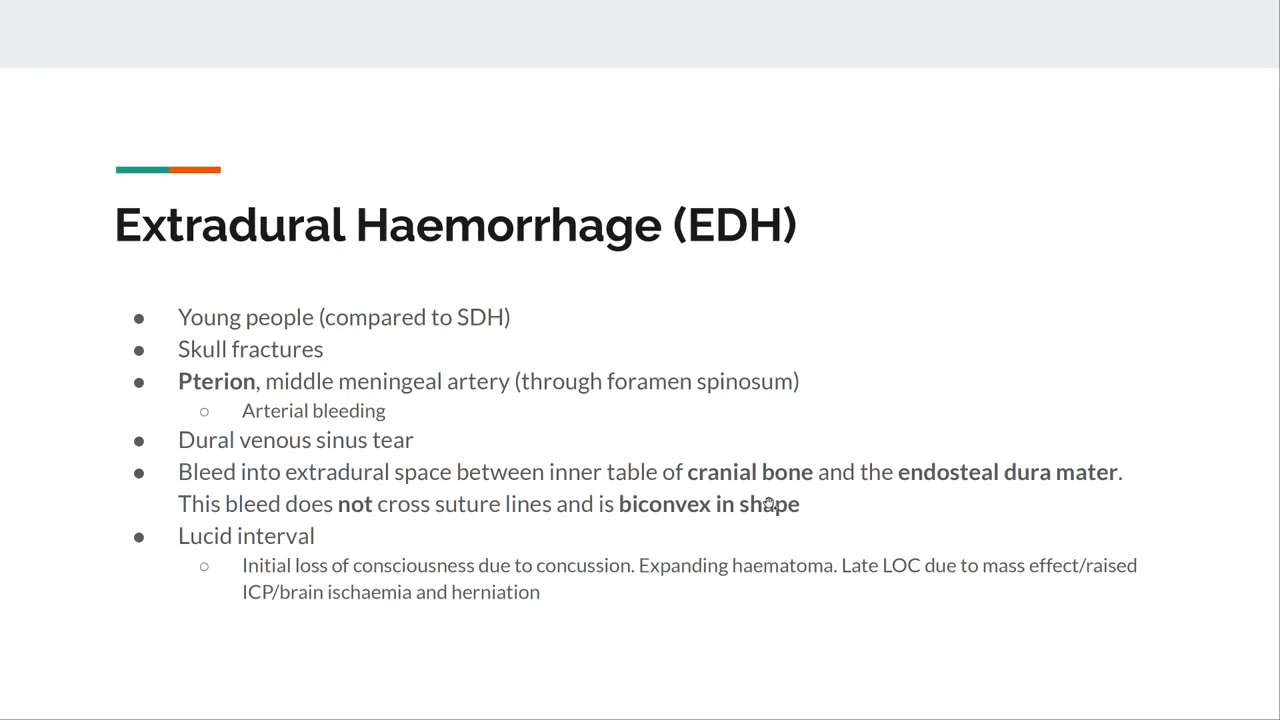 Extradural Haemorrhage (EDH)
● Young people (compared to SDH)
● Skull fractures
● Pterion, middle meningeal artery (through foramen spinosum)
○ Arterial bleeding
● Dural venous sinus tear
● Bleed into extradural space between inner table of cranial bone and the endosteal dura mater.
This bleed does not cross suture lines and is biconvex in shape
● Lucid interval
○ Initial loss of consciousness due to concussion. Expanding haematoma. Late LOC due to mass effect/raised
ICP/brain ischaemia and herniation